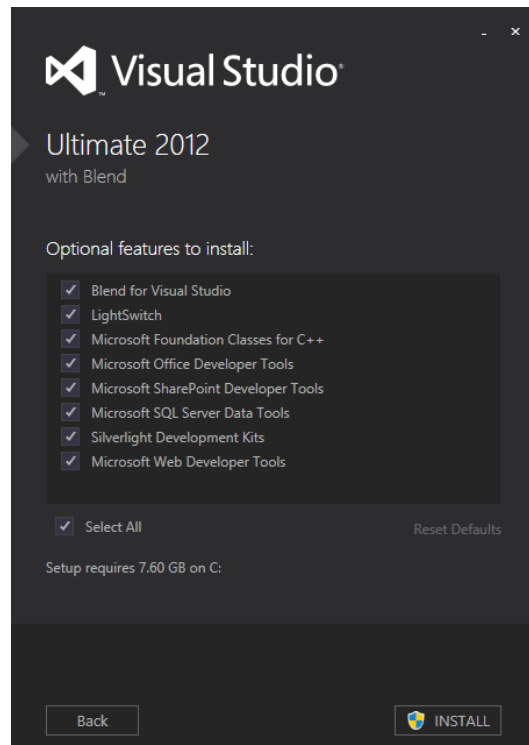 Visual Studio
™
Ultimate 2012
with Blend
Optional features to install:
Blend for Visual Studio
LightSwitch
Microsoft Foundation Classes for C++
Microsoft Office Developer Tools
Microsoft SharePoint Developer Tools
Microsoft SQL Server Data Tools
Silverlight Development Kits
Microsoft Web Developer Tools
Select All
Reset Defaults
Setup requires 7.60 GB on C:
Back
INSTALL